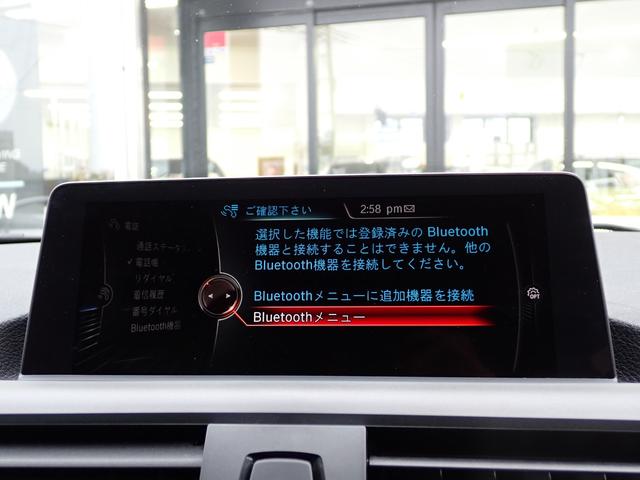 ご確認下さい
2:58 pm
選択した機能では登録済みの Bluetooth
機器と接続することはできません。他の
Bluetooth機器を接続してください。
Bluetoothメニューに追加機器を接続
Bluetoothメニュー
電話
通話ステータス...
電話帳
リダイヤル
着信履歴
番号ダイヤル
Bluetooth機器
OPT